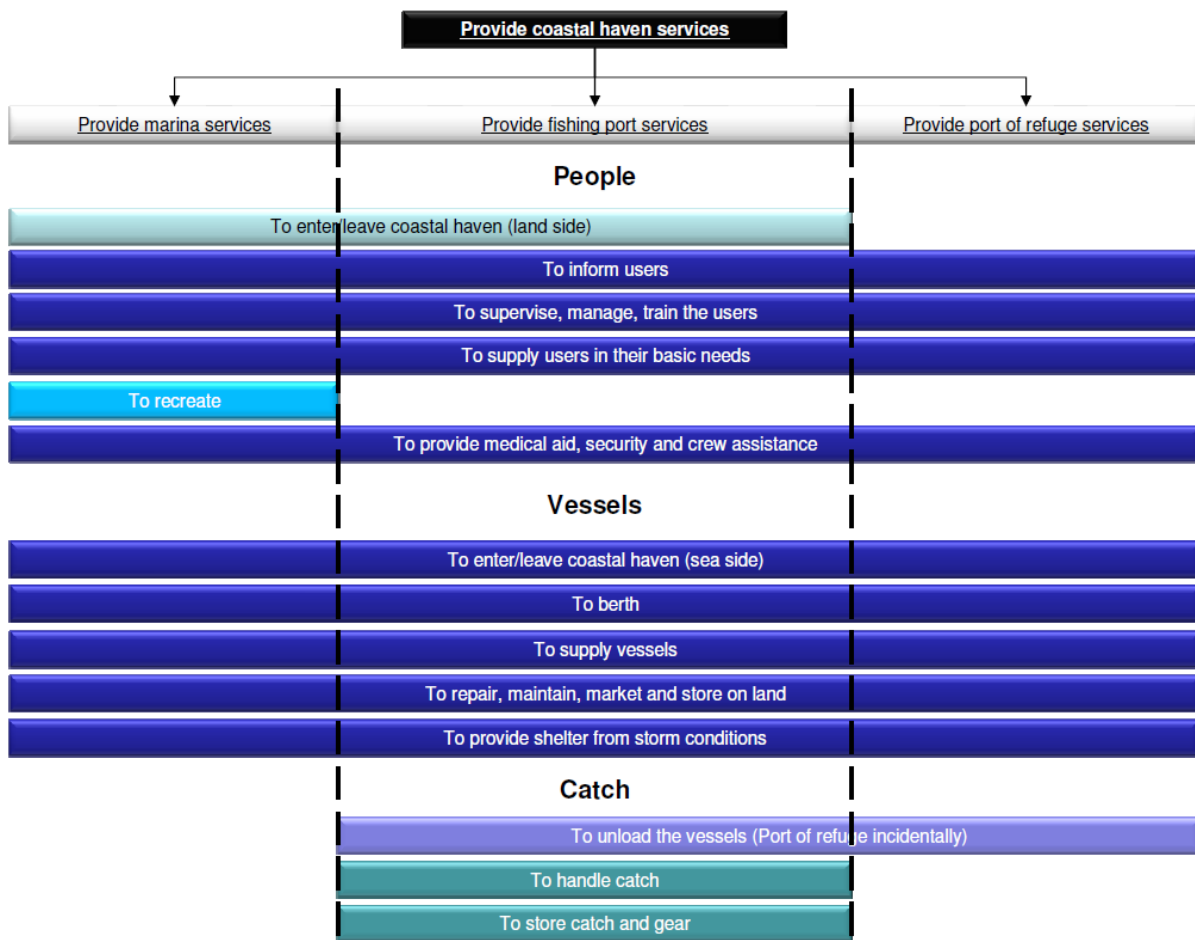 Provide coastal haven services
Provide marina services
Provide fishing port services
Provide port of refuge services
People
To enter/leave coastal haven (land side)
To inform users
To supervise, manage, train the users
To supply users in their basic needs
To recreate
To provide medical aid, security and crew assistance
Vessels
To enter/leave coastal haven (sea side)
To berth
To supply vessels
To repair, maintain, market and store on land
To provide shelter from storm conditions
Catch
To unload the vessels (Port of refuge incidentally)
To handle catch
To store catch and gear